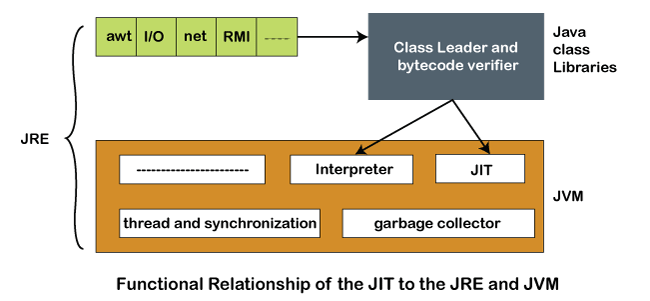 awt I/O net RMI -----
Class Leader and
bytecode verifier
Java
class
Libraries
JRE
----------------------- Interpreter JIT
JVM
thread and synchronization garbage collector
Functional Relationship of the JIT to the JRE and JVM